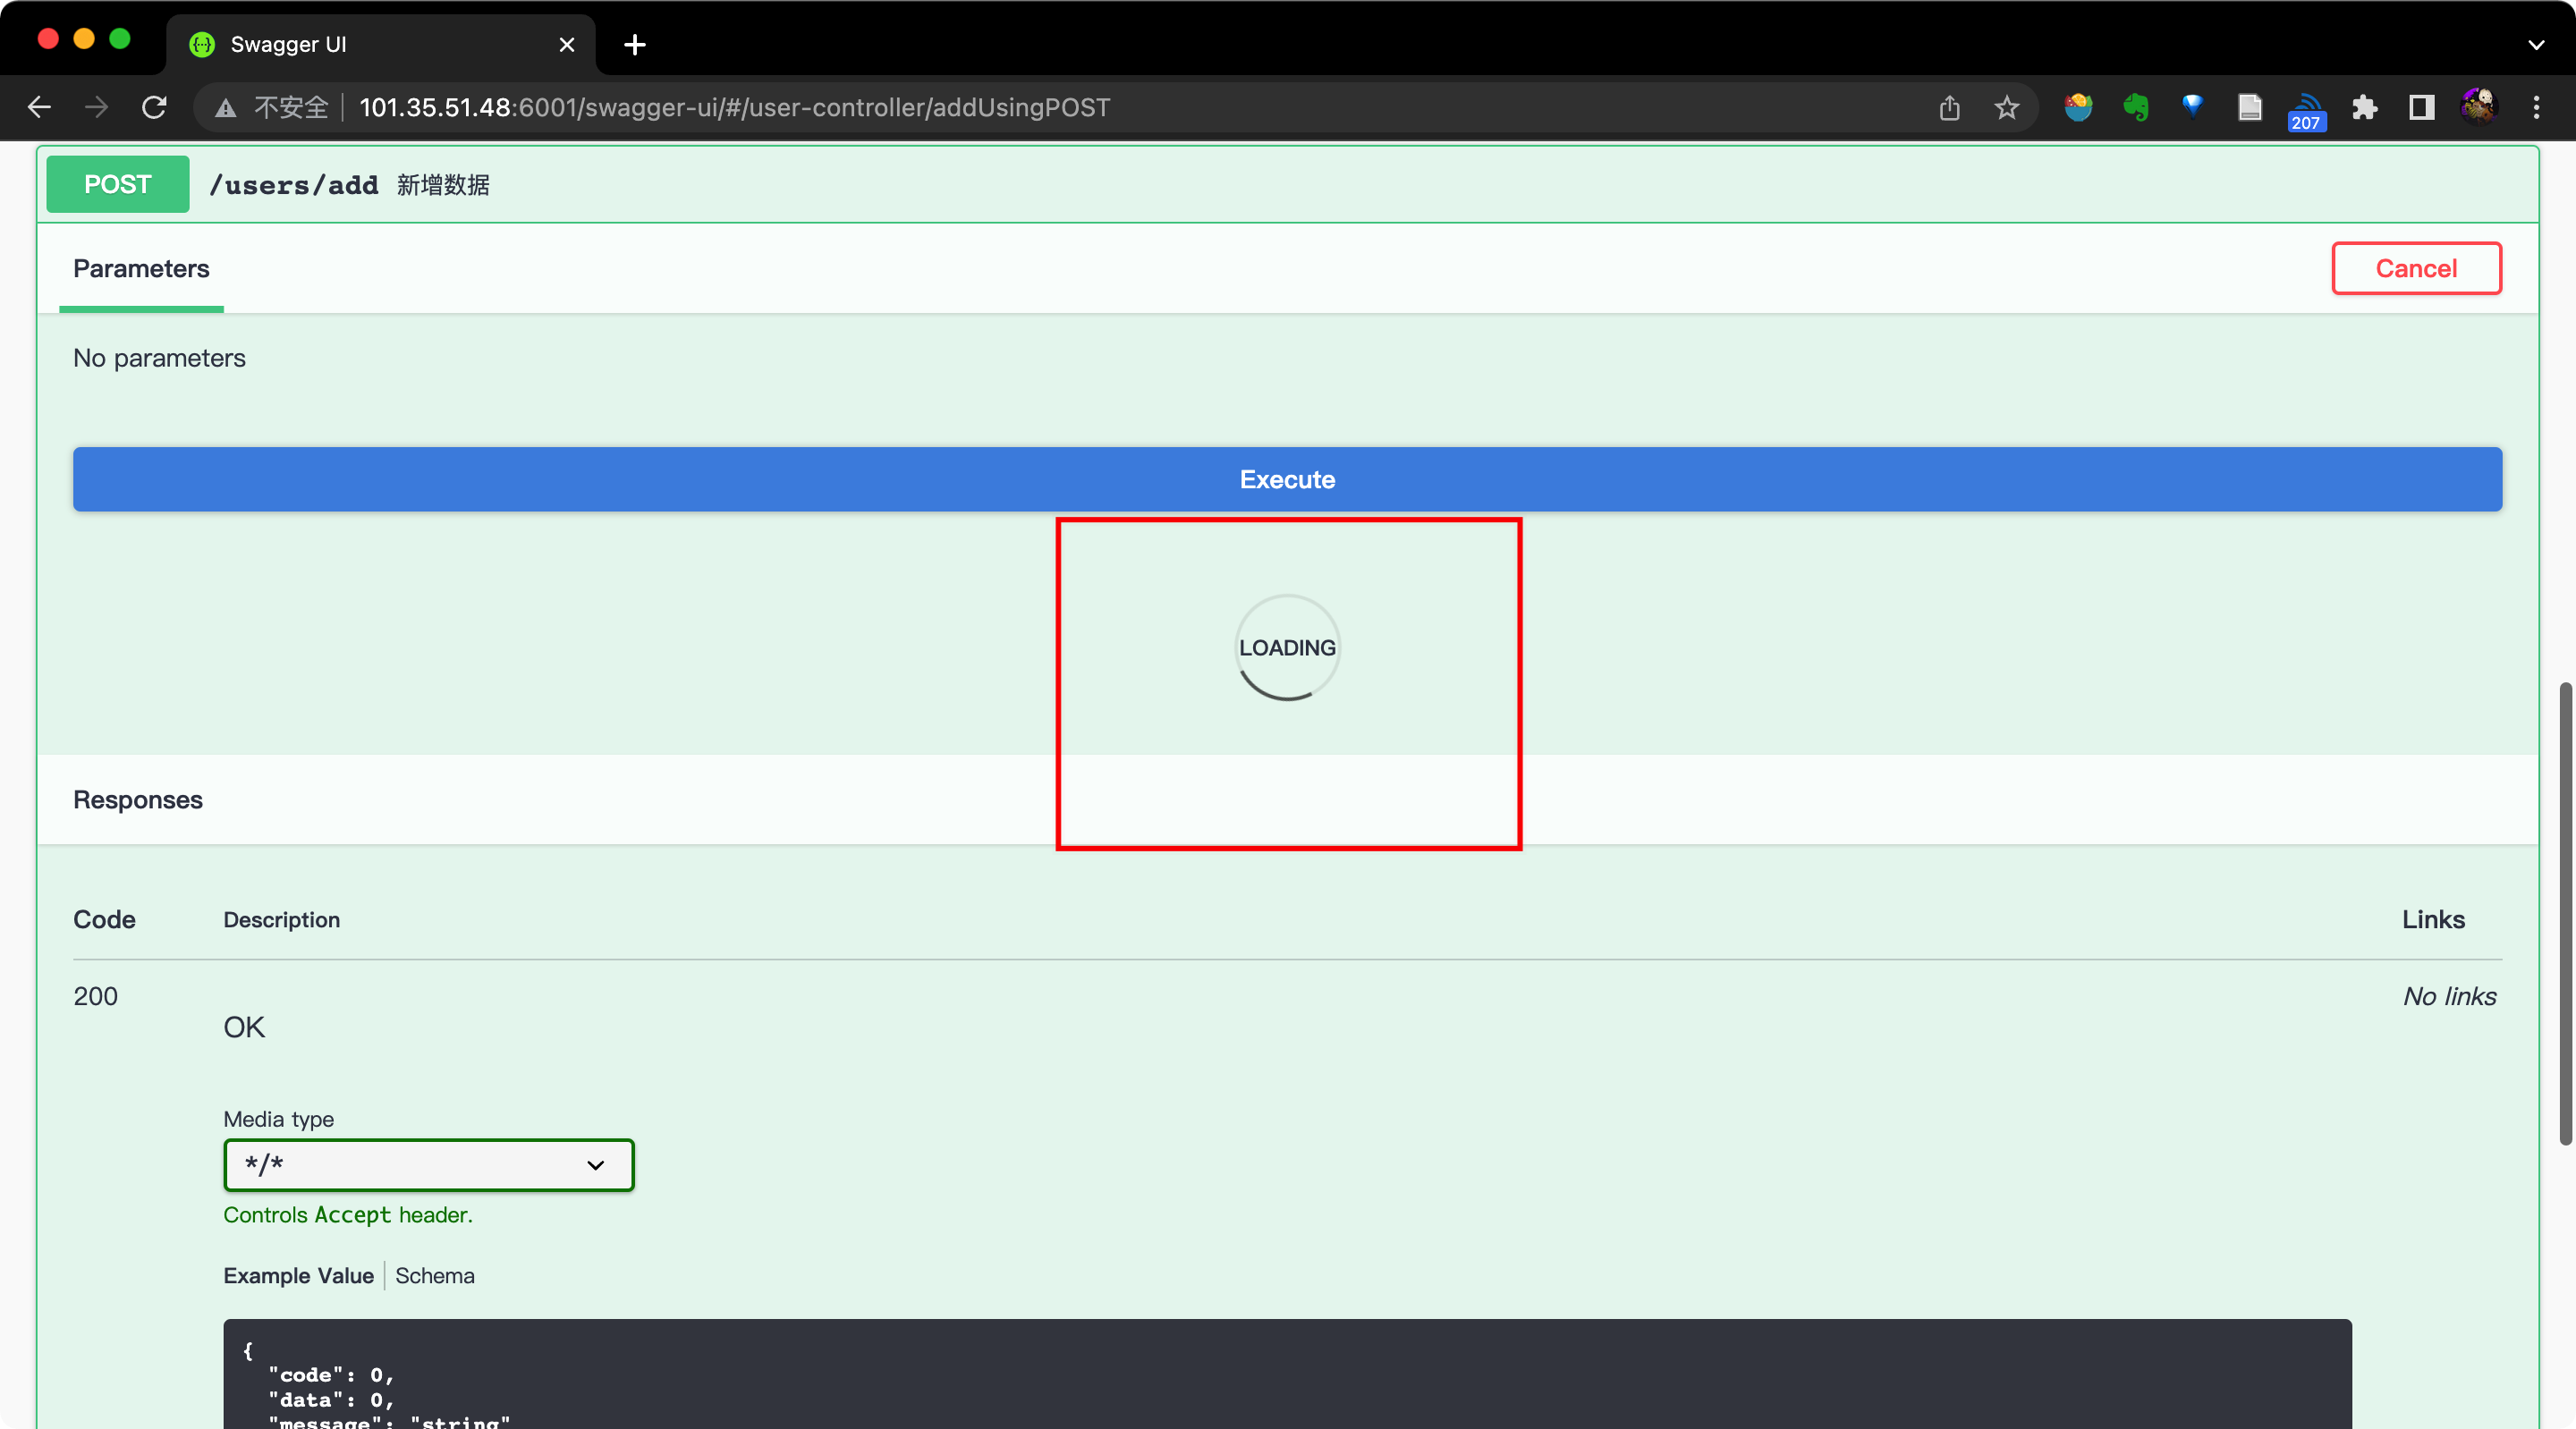 Swagger UI
不安全 101.35.51.48:6001/swagger-ui/#/user-controller/addUsingPOST
207
POST /users/add 新增数据
Parameters
Cancel
No parameters
Execute
LOADING
Responses
Code Description Links
200 No links
OK
Media type
*/*
Controls Accept header.
Example Value Schema
{
"code": 0,
"data": 0,
"message": "string"